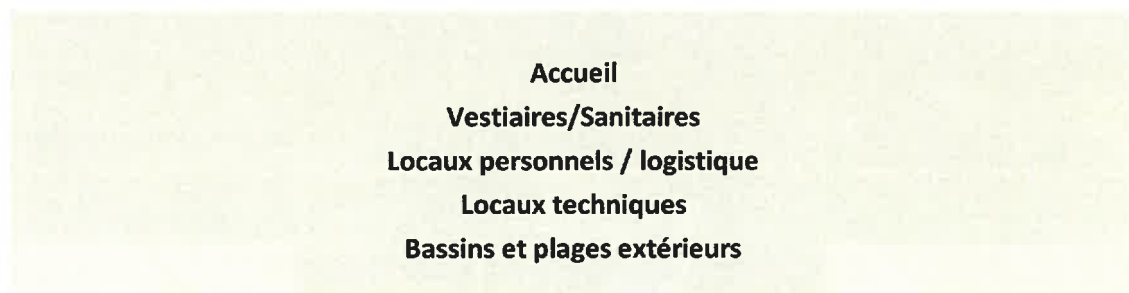 Accueil
Vestiaires/Sanitaires
Locaux personnels / logistique
Locaux techniques
Bassins et plages extérieurs